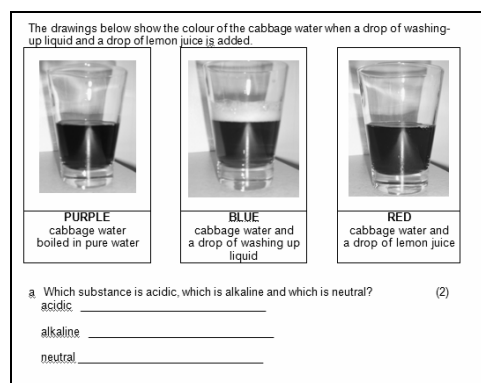 The drawings below show the colour of the cabbage water when a drop of washing-
up liquid and a drop of lemon juice is added.
PURPLE
cabbage water
boiled in pure water
BLUE
cabbage water and
a drop of washing up
liquid
RED
cabbage water and
a drop of lemon juice
a Which substance is acidic, which is alkaline and which is neutral? (2)
acidic
alkaline
neutral